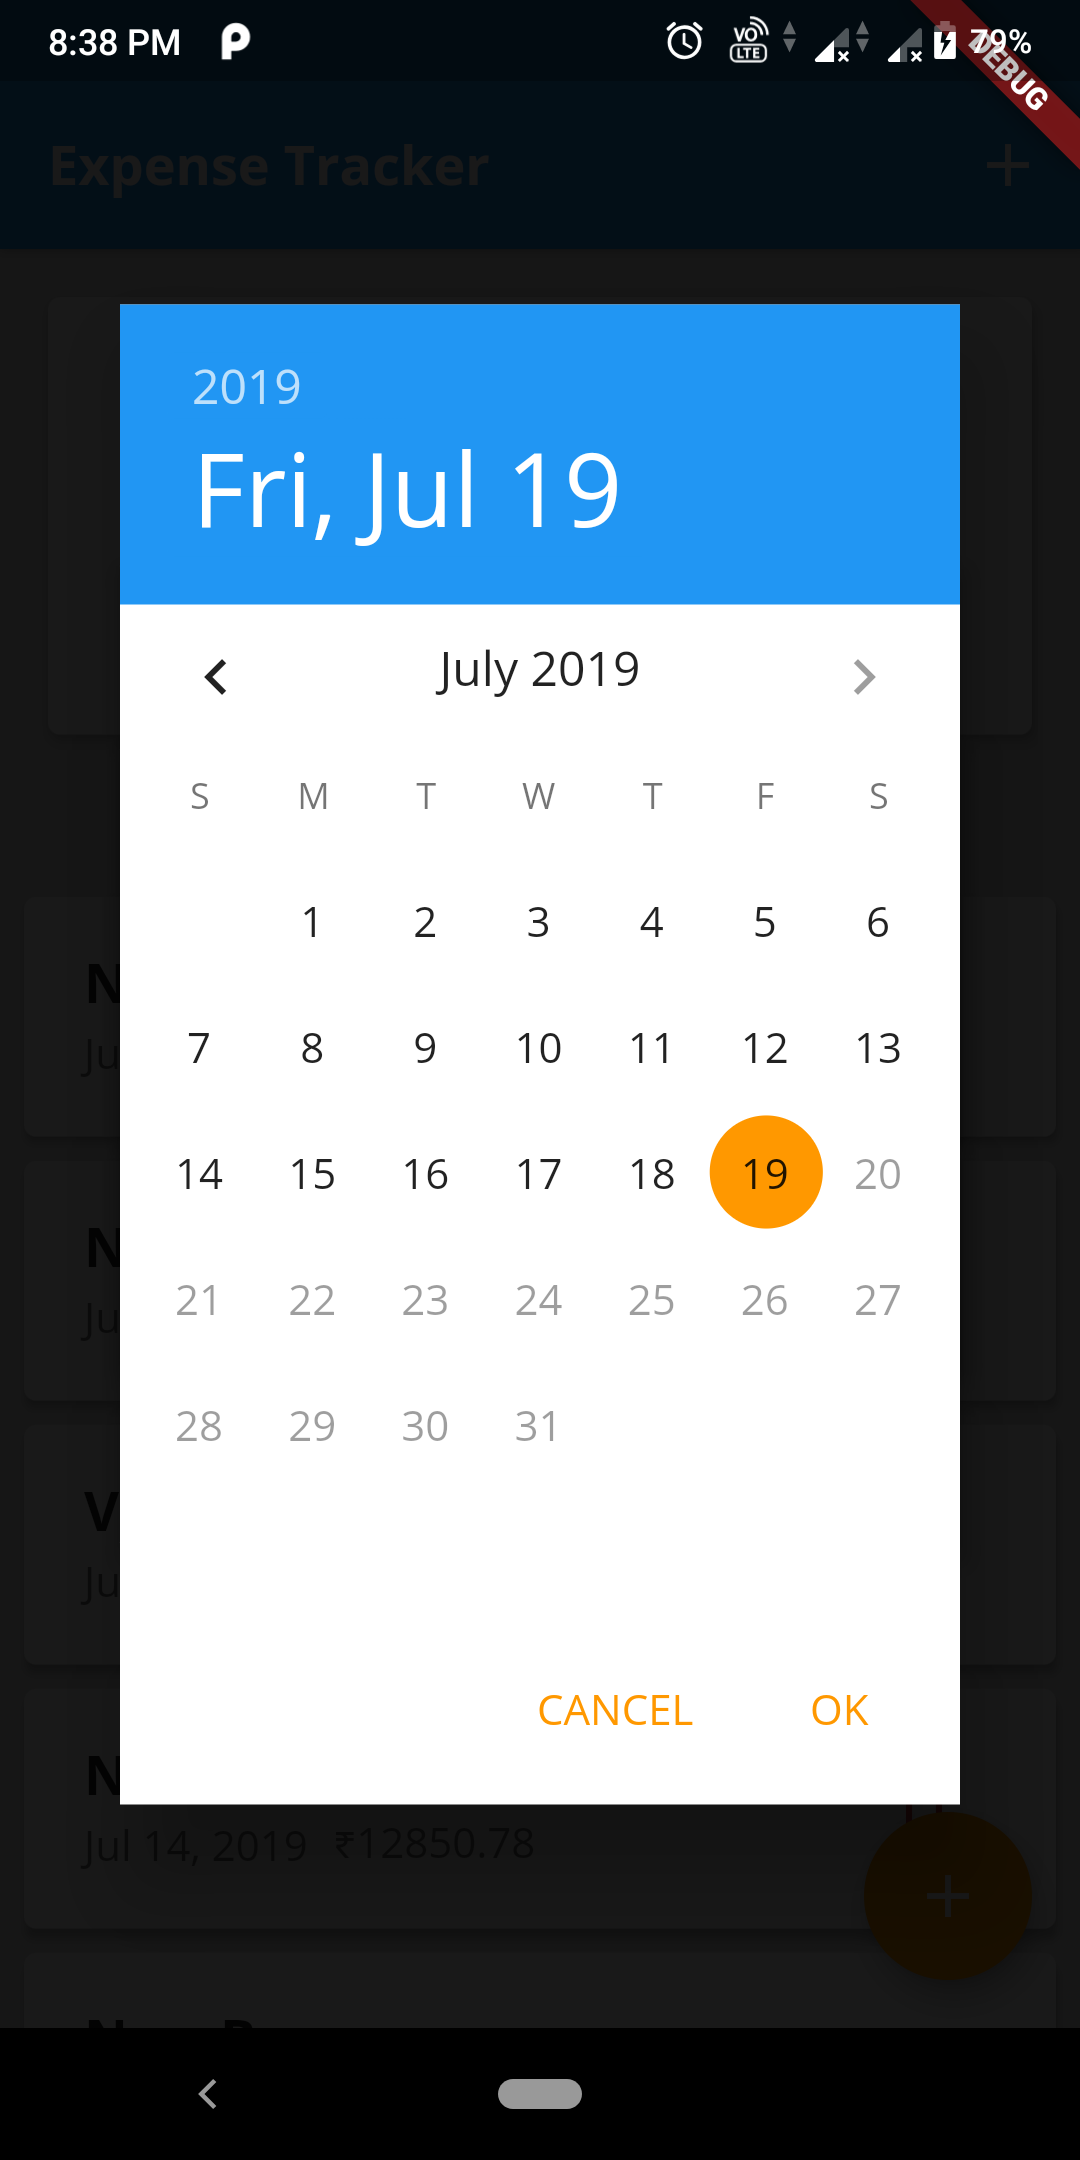 8:38 PM VO LTE 79%
DEBUG
Expense Tracker
2019
Fri, Jul 19
July 2019
S M T W T F S
1 2 3 4 5 6
7 8 9 10 11 12 13
14 15 16 17 18 19 20
21 22 23 24 25 26 27
28 29 30 31
CANCEL OK
Jul 14, 2019 ₹12850.78